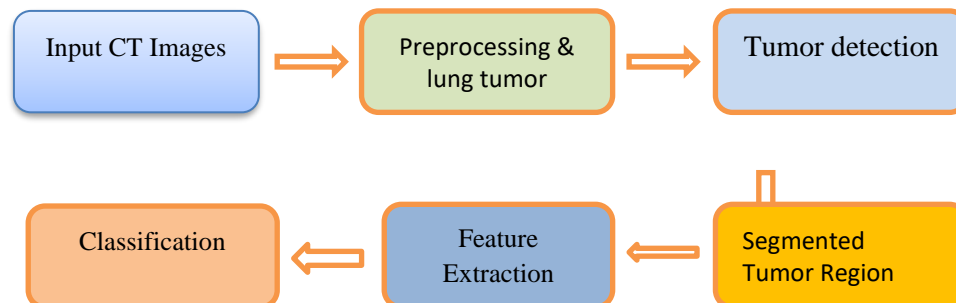 Input CT Images
Preprocessing &
lung tumor
Tumor detection
Segmented
Tumor Region
Feature
Extraction
Classification